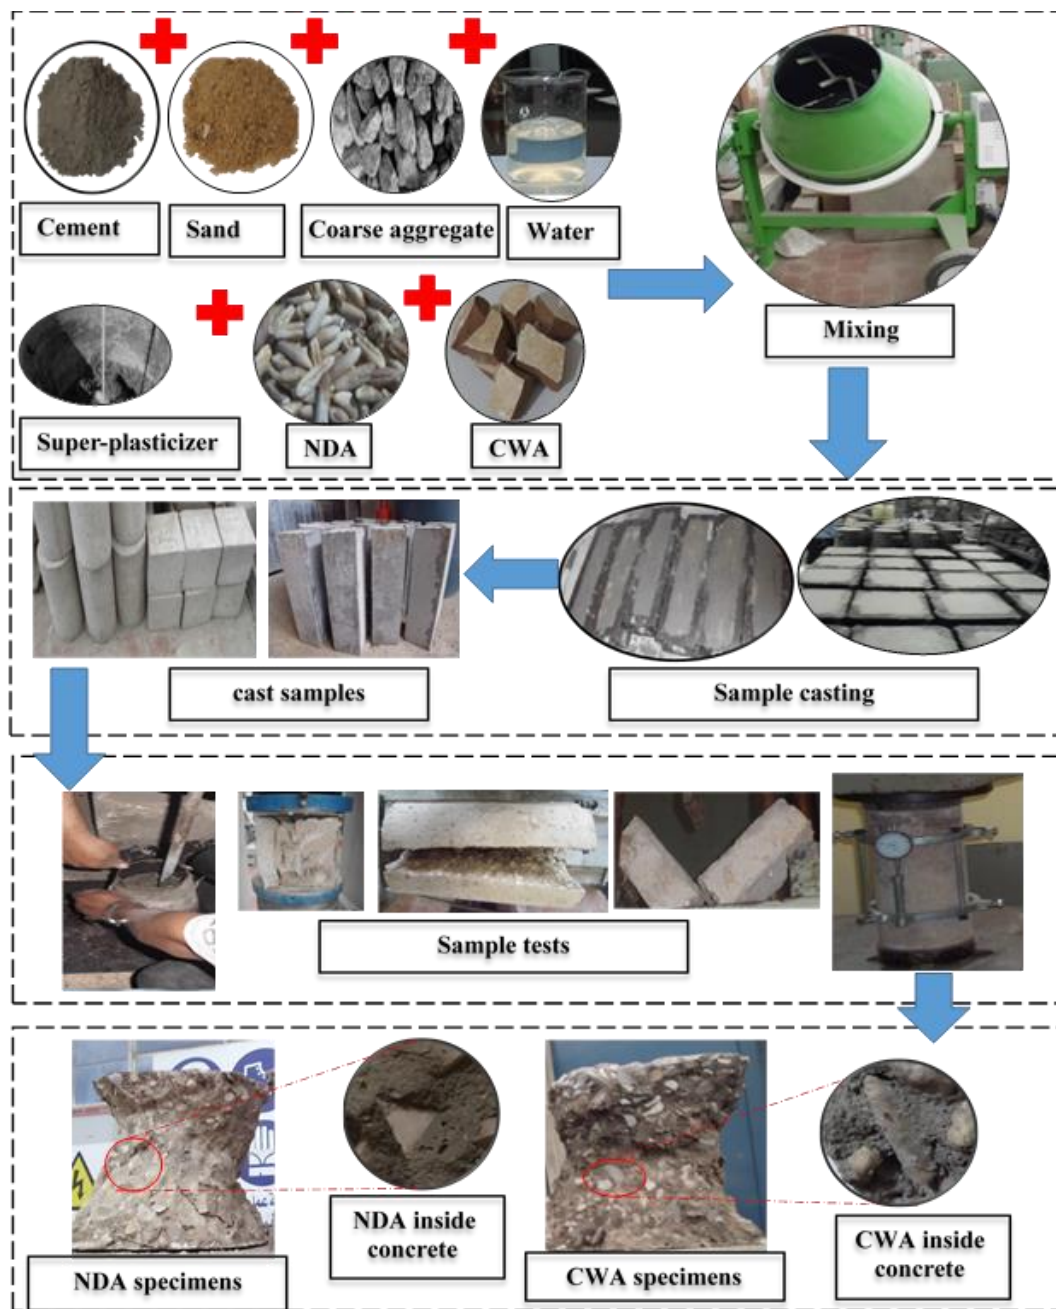 Cement
Sand
Coarse aggregate
Water
Mixing
Super-plasticizer
NDA
CWA
cast samples
Sample casting
Sample tests
NDA inside
concrete
CWA inside
concrete
NDA specimens
CWA specimens